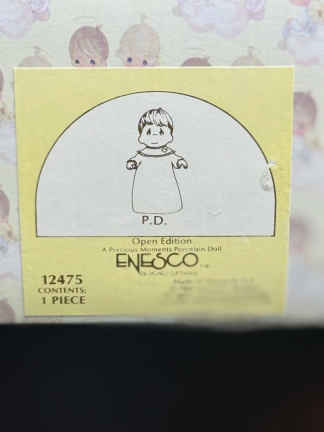 P.D.
Open Edition
A Precious Moments Porcelain Doll
ENESCO
12475
CONTENTS:
1 PIECE